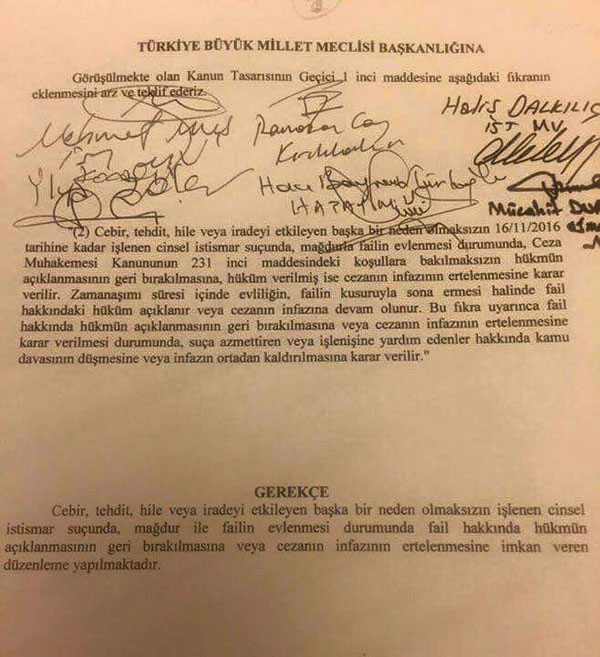 TÜRKİYE BÜYÜK MİLLET MECLİSİ BAŞKANLIĞINA
Görüşülmekte olan Kanun Tasarısının Geçici 1 inci maddesine aşağıdaki fıkranın
eklenmesini arz ve teklif ederiz.
Halis DALKILIÇ
Mehmet
Ramazan Can
İST MV
Kırıkkale
Hacı Bayram Türkoğlu
HATAY
Mücahit
(2) Cebir, tehdit, hile veya iradeyi etkileyen başka bir neden olmaksızın 16/11/2016
tarihine kadar işlenen cinsel istismar suçunda, mağdurla failin evlenmesi durumunda, Ceza
Muhakemesi Kanununun 231 inci maddesindeki koşullara bakılmaksızın hükmün
açıklanmasının geri bırakılmasına, hüküm verilmiş ise cezanın infazının ertelenmesine karar
verilir. Zamanaşımı süresi içinde evliliğin, failin kusuruyla sona ermesi halinde fail
hakkındaki hüküm açıklanır veya cezanın infazına devam olunur. Bu fıkra uyarınca fail
hakkında hükmün açıklanmasının geri bırakılmasına veya cezanın infazının ertelenmesine
karar verilmesi durumunda, suça azmettiren veya işlenişine yardım edenler hakkında kamu
davasının düşmesine veya infazın ortadan kaldırılmasına karar verilir."
GEREKÇE
Cebir, tehdit, hile veya iradeyi etkileyen başka bir neden olmaksızın işlenen cinsel
istismar suçunda, mağdur ile failin evlenmesi durumunda fail hakkında hükmün
açıklanmasının geri bırakılmasına veya cezanın infazının ertelenmesine imkan veren
düzenleme yapılmaktadır.